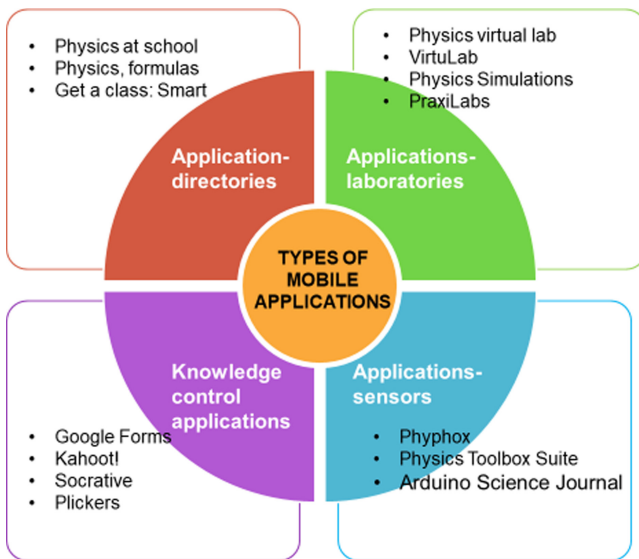 • Physics at school
• Physics, formulas
• Get a class: Smart
• Physics virtual lab
• VirtuLab
• Physics Simulations
• PraxiLabs
Application-
directories
Applications-
laboratories
TYPES OF
MOBILE
APPLICATIONS
Knowledge
control
applications
Applications-
sensors
• Google Forms
• Kahoot!
• Socrative
• Plickers
• Phyphox
• Physics Toolbox Suite
• Arduino Science Journal